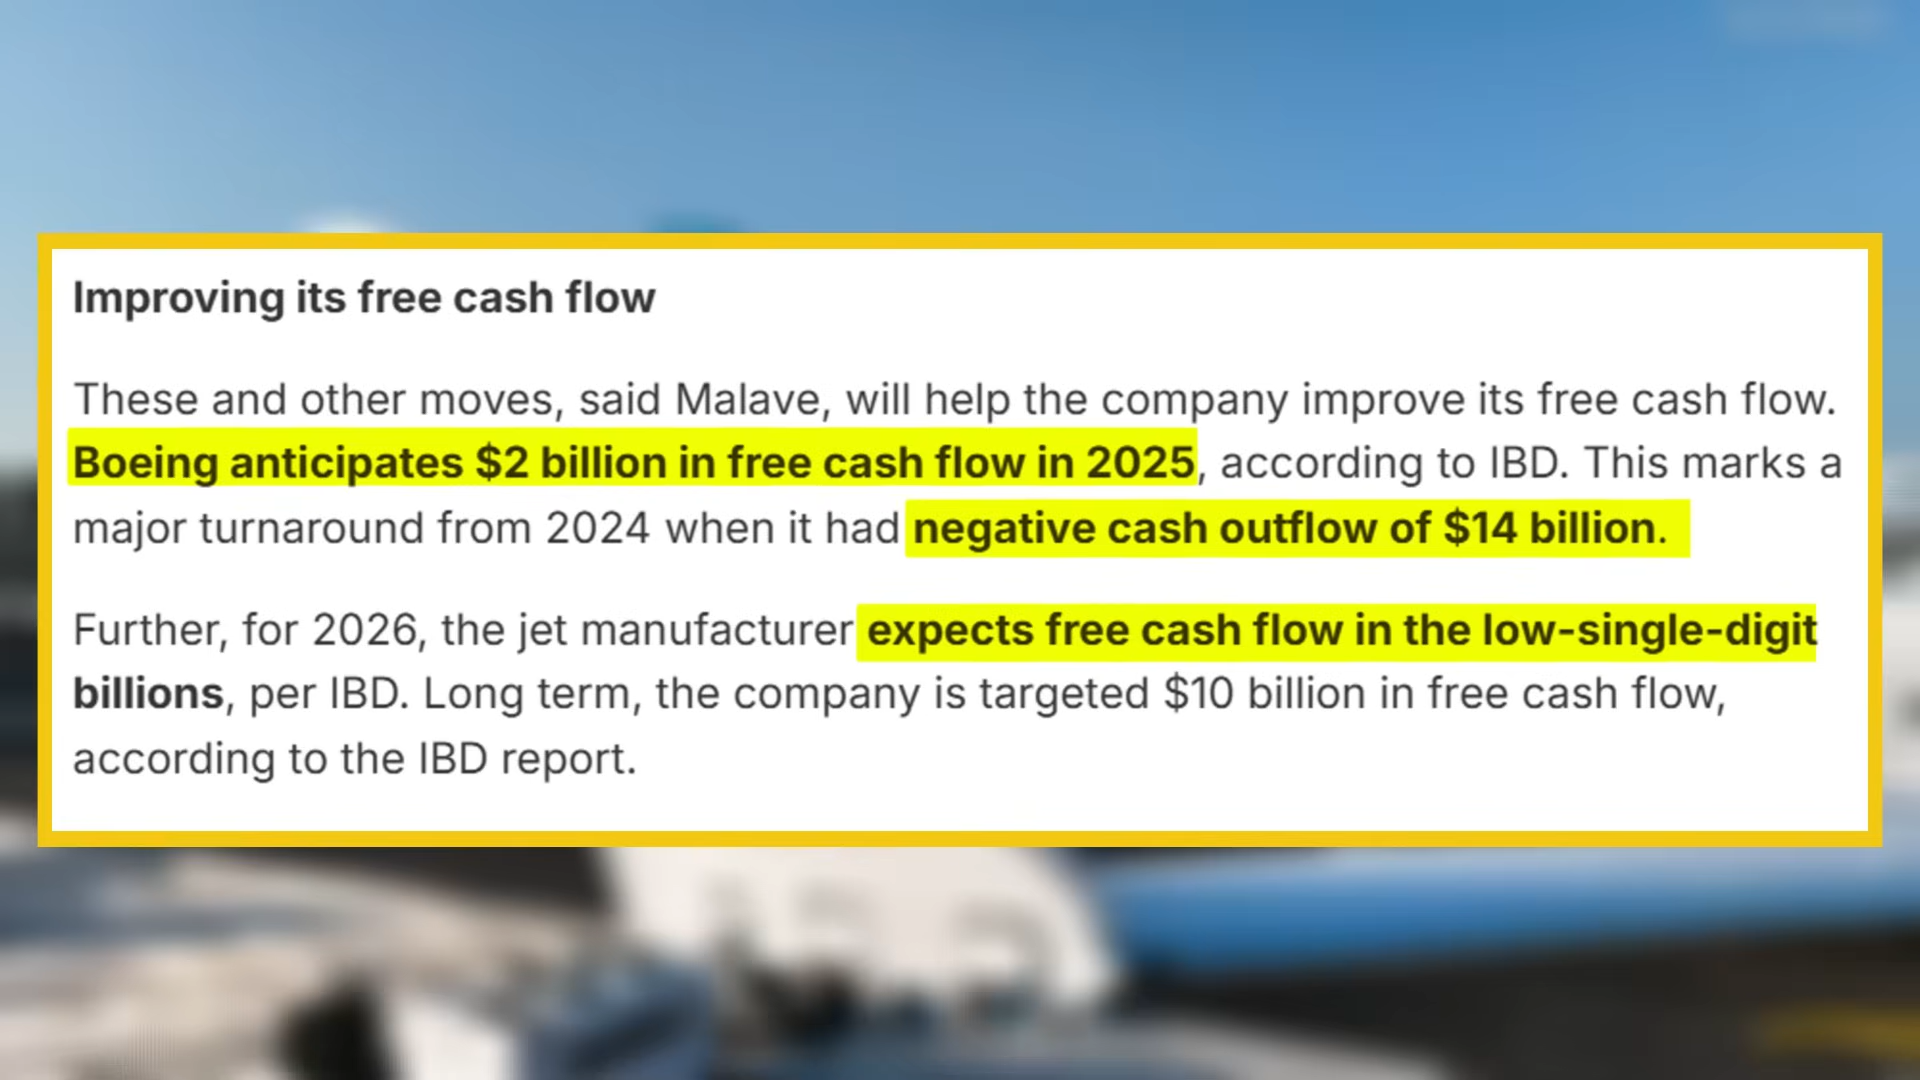 Improving its free cash flow
These and other moves, said Malave, will help the company improve its free cash flow.
Boeing anticipates $2 billion in free cash flow in 2025, according to IBD. This marks a
major turnaround from 2024 when it had negative cash outflow of $14 billion.
Further, for 2026, the jet manufacturer expects free cash flow in the low-single-digit
billions, per IBD. Long term, the company is targeted $10 billion in free cash flow,
according to the IBD report.